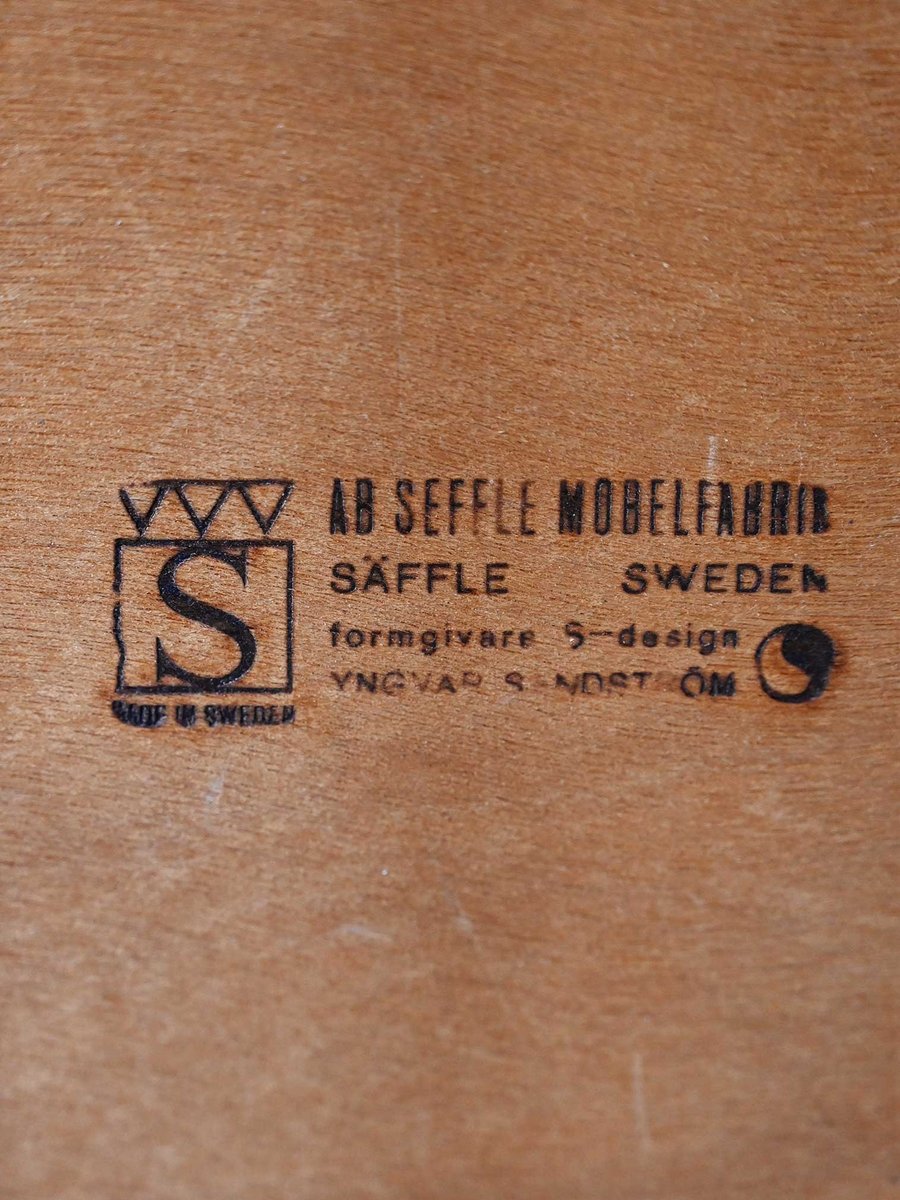 S
MADE IN SWEDEN
AB SEFFLE MOBELFABRIK
SÄFFLE SWEDEN
formgivare S-design
YNGVAR SANDSTRÖM